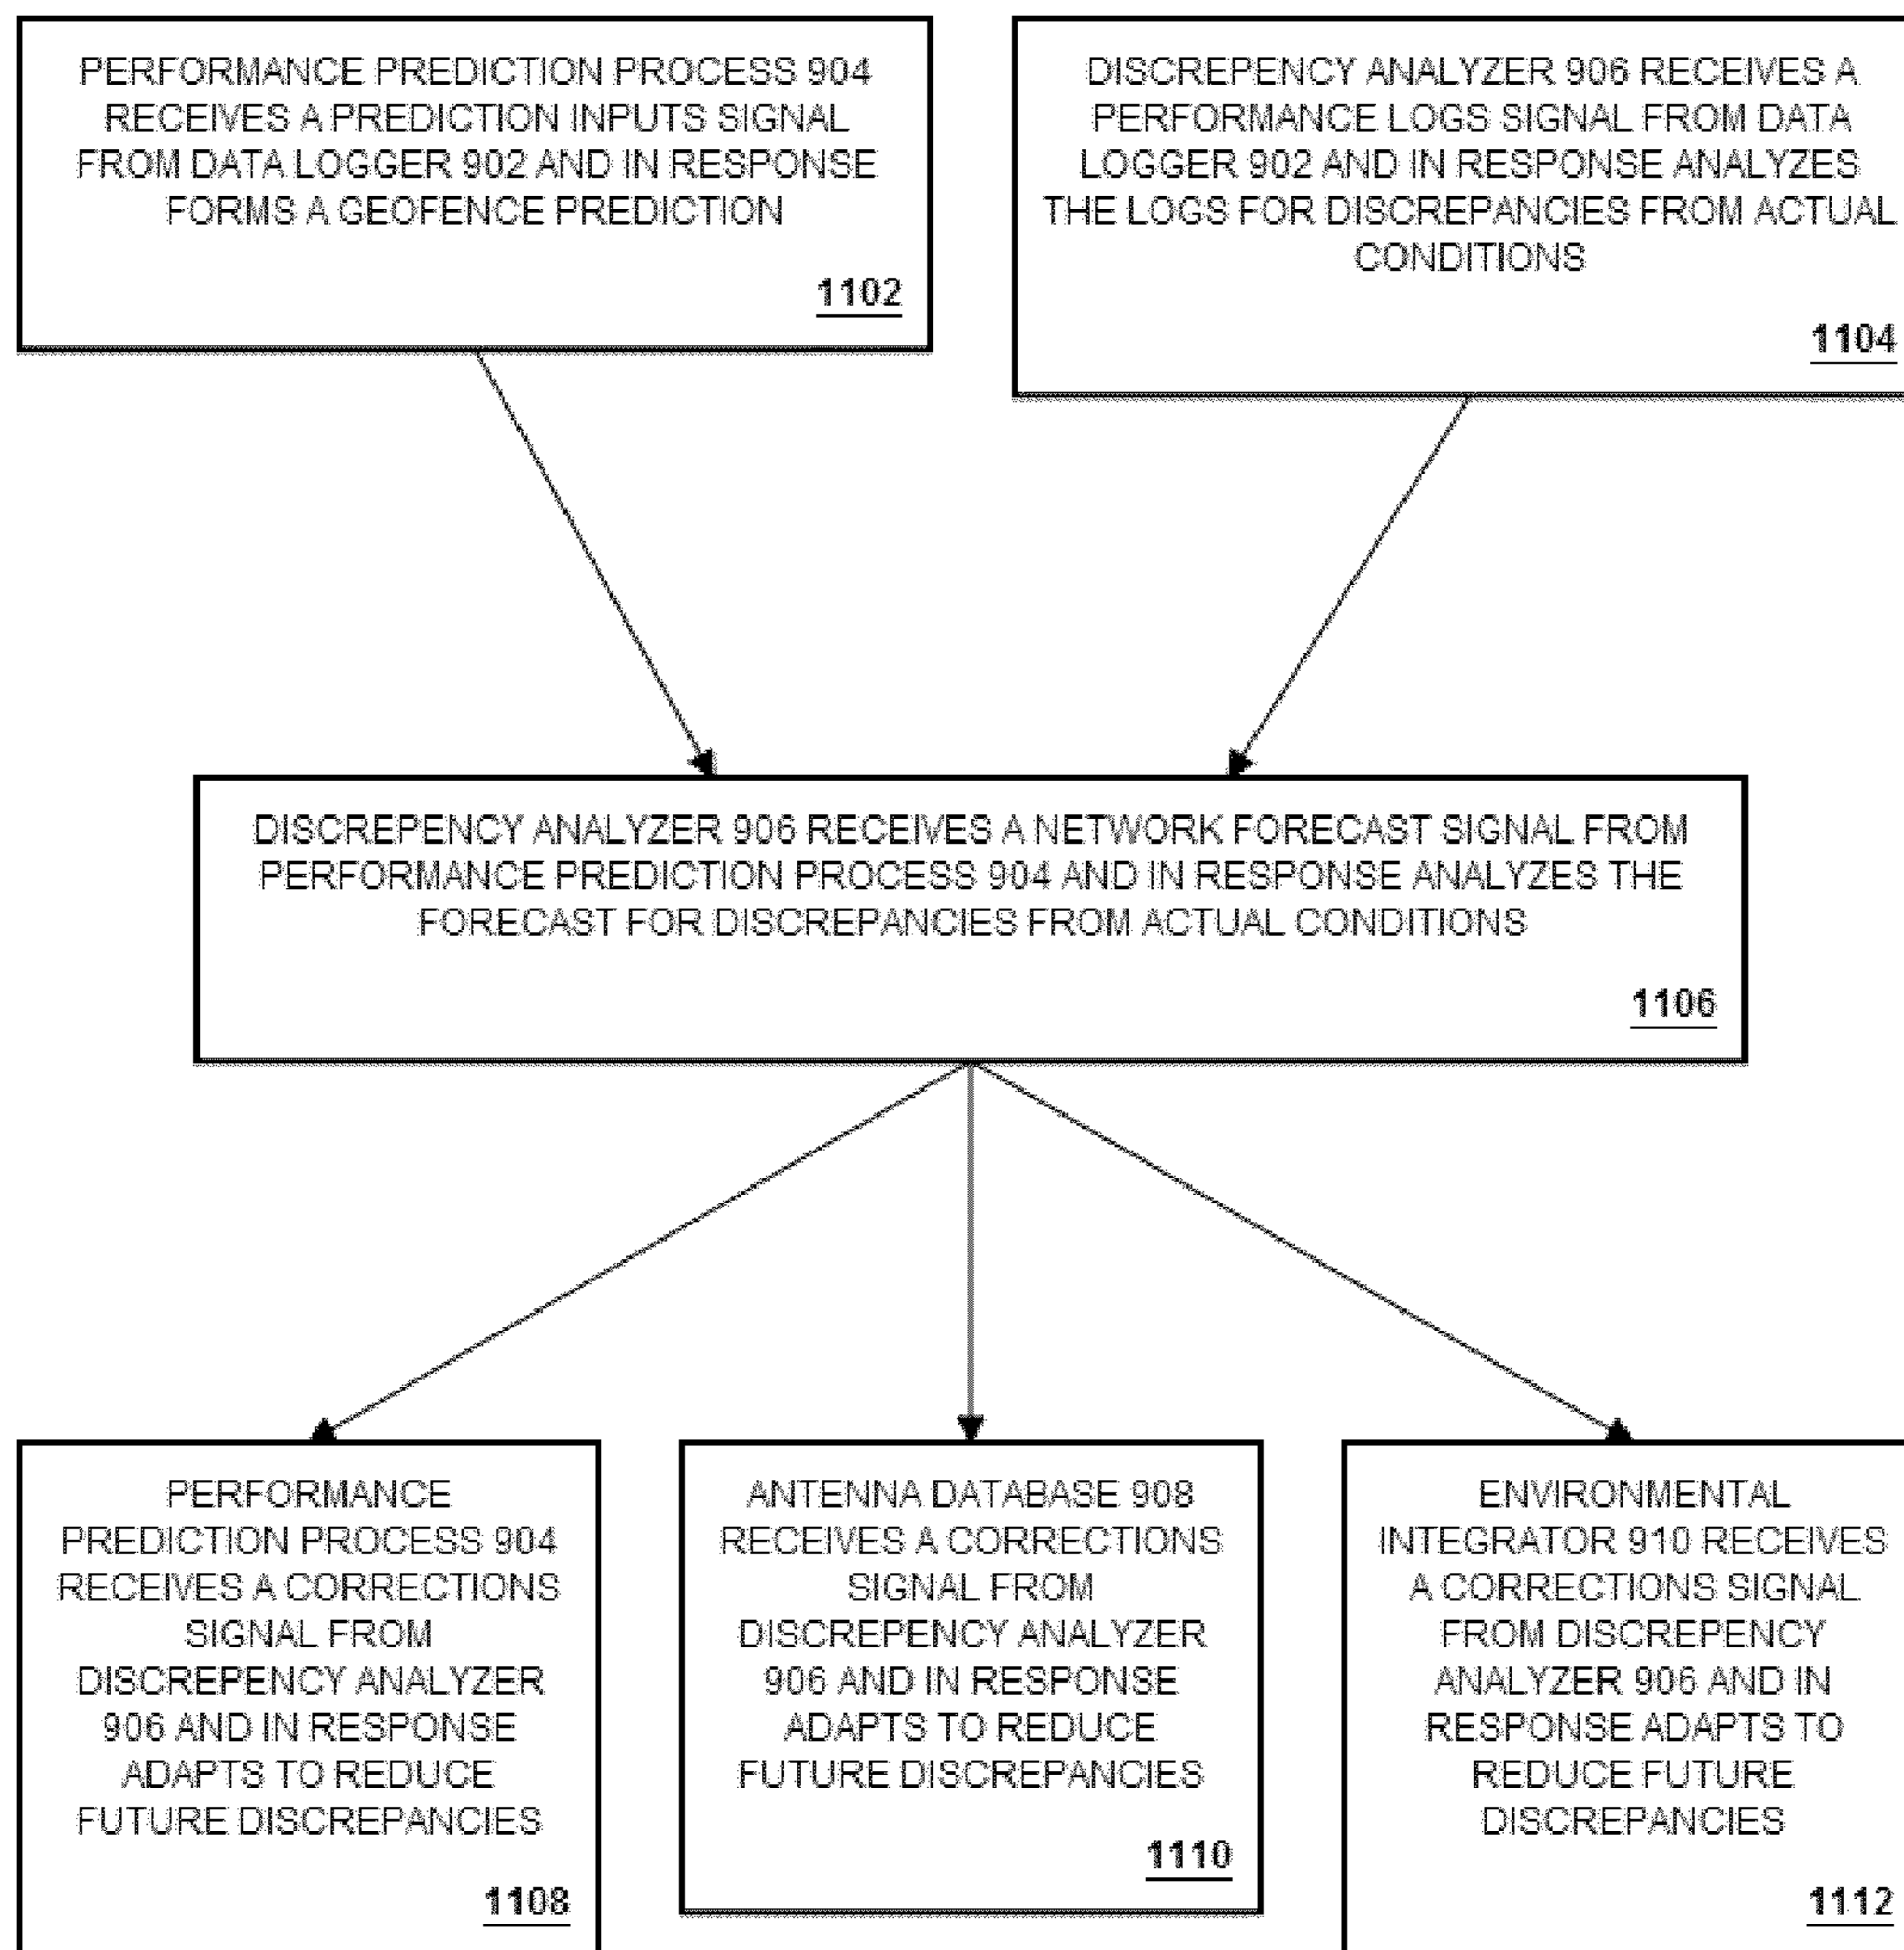 PERFORMANCE PREDICTION PROCESS 904
RECEIVES A PREDICTION INPUTS SIGNAL
FROM DATA LOGGER 902 AND IN RESPONSE
FORMS A GEOFENCE PREDICTION
1102
DISCREPENCY ANALYZER 906 RECEIVES A
PERFORMANCE LOGS SIGNAL FROM DATA
LOGGER 902 AND IN RESPONSE ANALYZES
THE LOGS FOR DISCREPANCIES FROM ACTUAL
CONDITIONS
1104
DISCREPENCY ANALYZER 906 RECEIVES A NETWORK FORECAST SIGNAL FROM
PERFORMANCE PREDICTION PROCESS 904 AND IN RESPONSE ANALYZES THE
FORECAST FOR DISCREPANCIES FROM ACTUAL CONDITIONS
1106
PERFORMANCE
PREDICTION PROCESS 904
RECEIVES A CORRECTIONS
SIGNAL FROM
DISCREPENCY ANALYZER
906 AND IN RESPONSE
ADAPTS TO REDUCE
FUTURE DISCREPANCIES
1108
ANTENNA DATABASE 908
RECEIVES A CORRECTIONS
SIGNAL FROM
DISCREPENCY ANALYZER
906 AND IN RESPONSE
ADAPTS TO REDUCE
FUTURE DISCREPANCIES
1110
ENVIRONMENTAL
INTEGRATOR 910 RECEIVES
A CORRECTIONS SIGNAL
FROM DISCREPENCY
ANALYZER 906 AND IN
RESPONSE ADAPTS TO
REDUCE FUTURE
DISCREPANCIES
1112